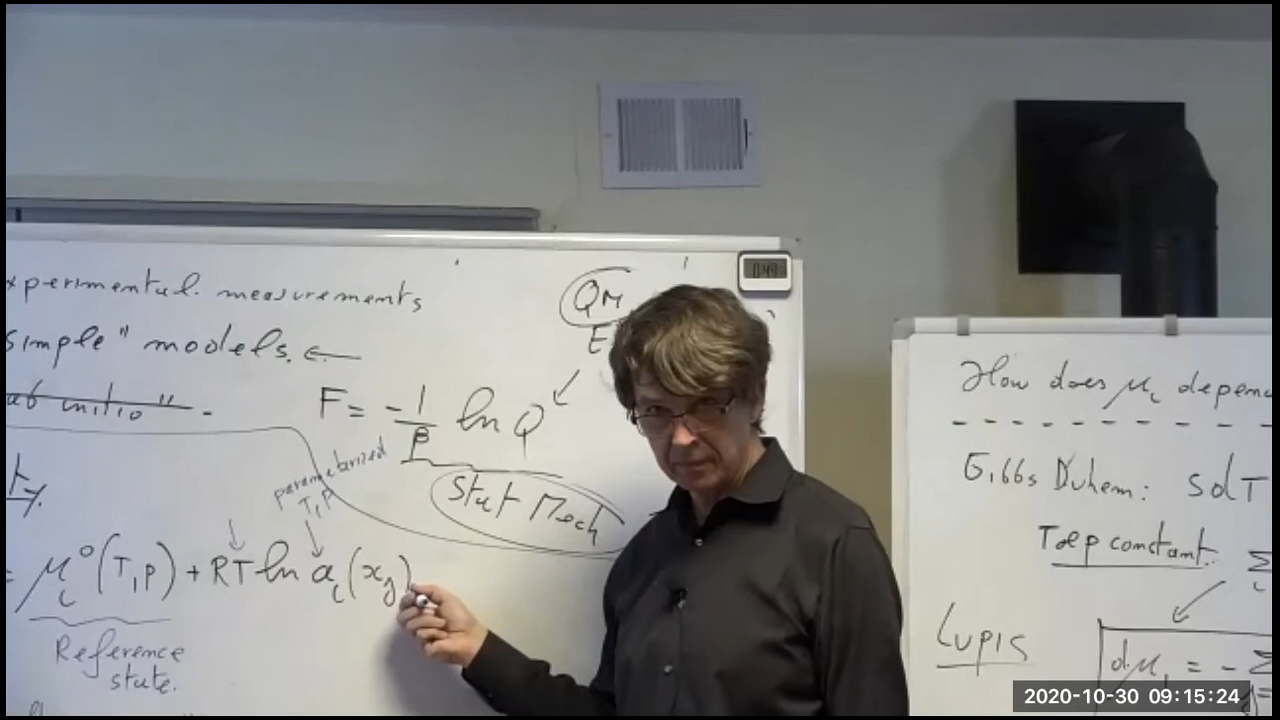 xperimental measurements
simple" models. ←
ab initio" -
QM
E
F = -1/β ln Q
Stat Mech
parametrized
T, P
= μᵢ°(T, P) + RT ln aᵢ(xⱼ)
Reference
state.
0:49
How does μᵢ depend
Gibbs Duhem: SdT
T & P constant.
Lupis
dμ₁ = - Σ
2020-10-30 09:15:24